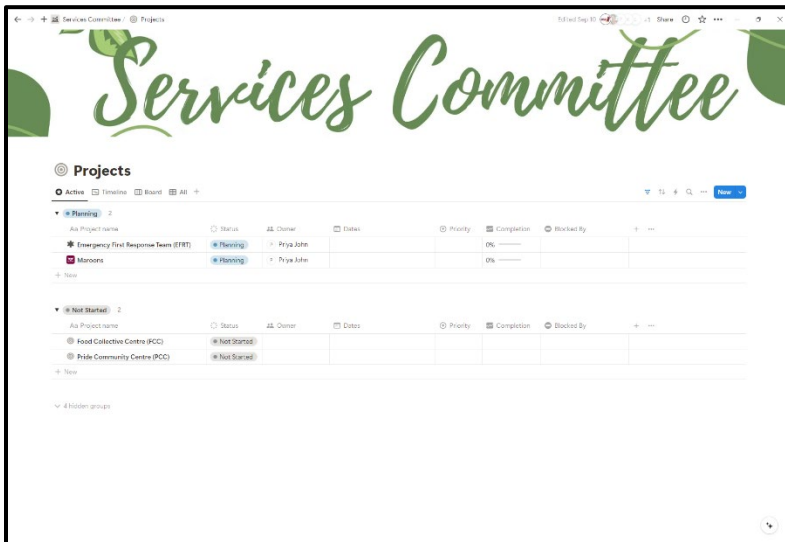 Services Committee / Projects
Edited Sep 10
Share
Services Committee
Projects
Active Timeline Board All
New
Planning 2
Aa Project name Status Owner Dates Priority Completion Blocked By
Emergency First Response Team (EFRT) Planning Priya John 0%
Maroons Planning Priya John 0%
+ New
Not Started 2
Aa Project name Status Owner Dates Priority Completion Blocked By
Food Collective Centre (FCC) Not Started
Pride Community Centre (PCC) Not Started
+ New
4 hidden groups